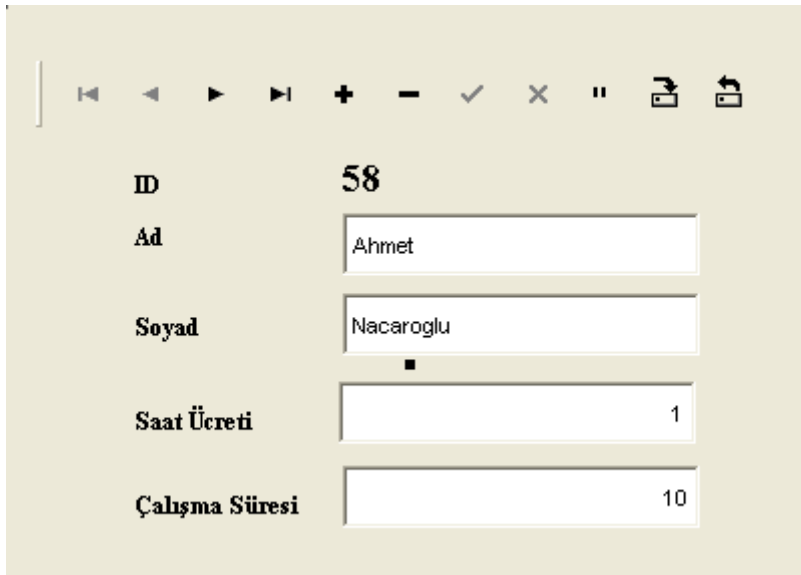 ID 58
Ad Ahmet
Soyad Nacaroglu
Saat Ücreti 1
Çalışma Süresi 10